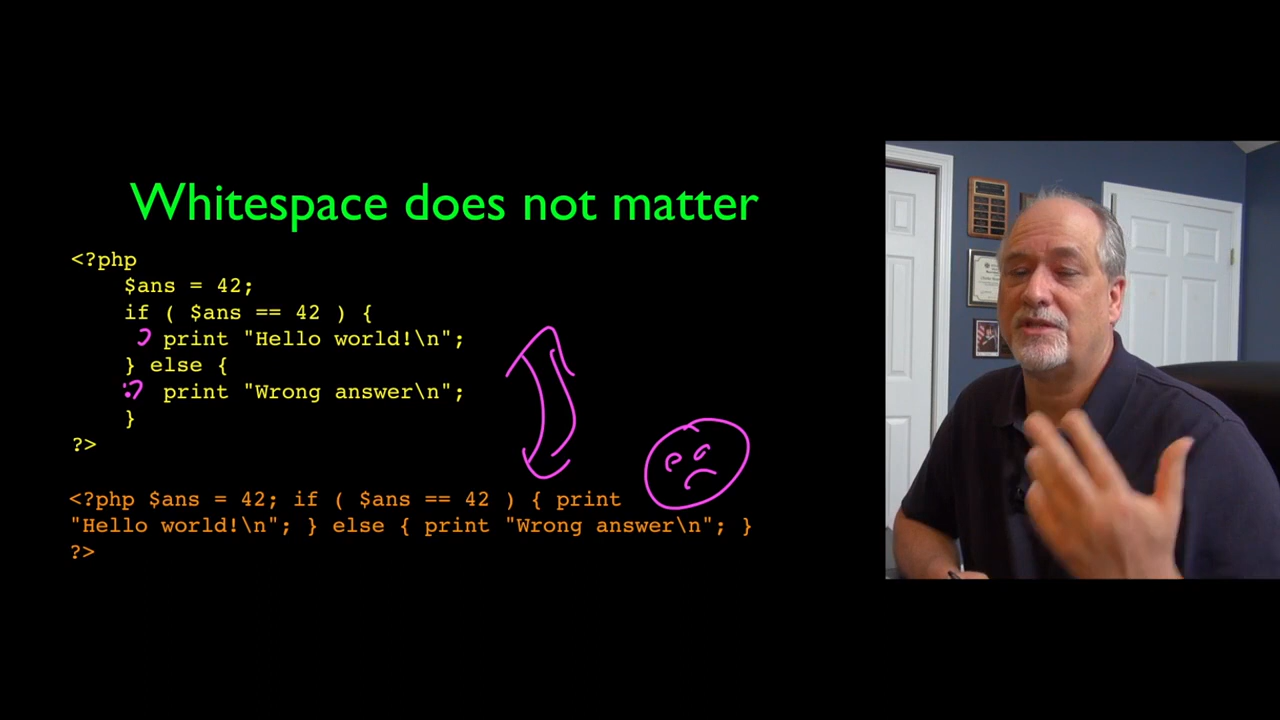 Whitespace does not matter
<?php
$ans = 42;
if ( $ans == 42 ) {
print "Hello world!\n";
} else {
print "Wrong answer\n";
}
?>
<?php $ans = 42; if ( $ans == 42 ) { print
"Hello world!\n"; } else { print "Wrong answer\n"; }
?>